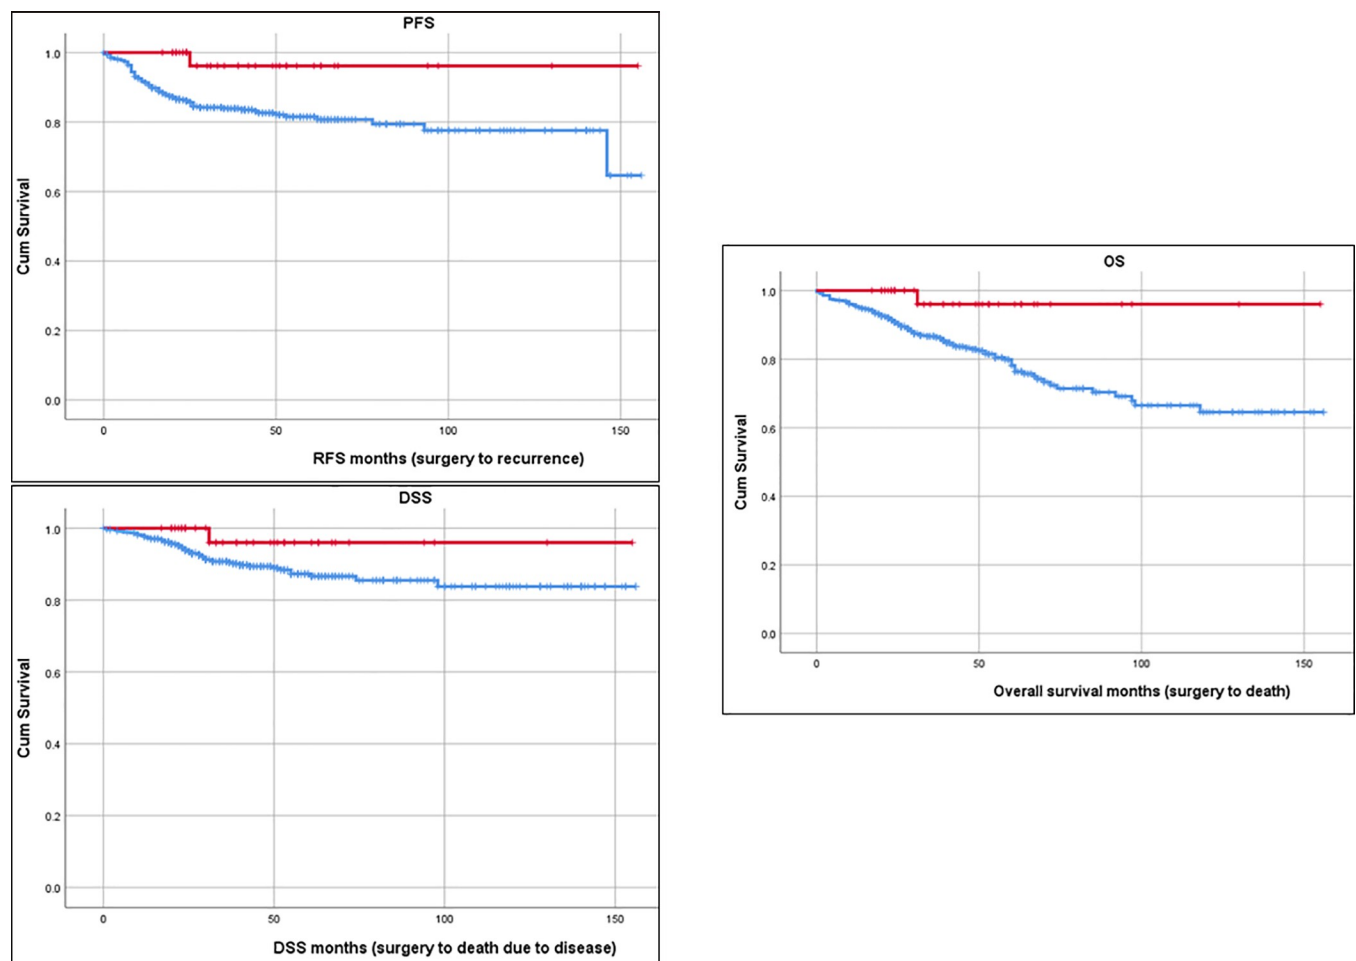 PFS
1.0
0.8
0.6
0.4
0.2
0.0
Cum Survival
0 50 100 150
RFS months (surgery to recurrence)
DSS
1.0
0.8
0.6
0.4
0.2
0.0
Cum Survival
0 50 100 150
DSS months (surgery to death due to disease)
OS
1.0
0.8
0.6
0.4
0.2
0.0
Cum Survival
0 50 100 150
Overall survival months (surgery to death)